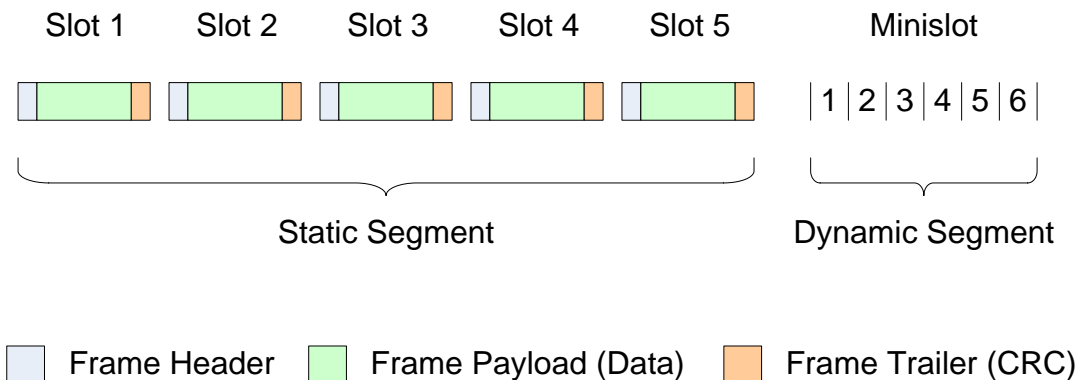 Slot 1 Slot 2 Slot 3 Slot 4 Slot 5 Minislot
1 2 3 4 5 6
Static Segment Dynamic Segment
Frame Header Frame Payload (Data) Frame Trailer (CRC)